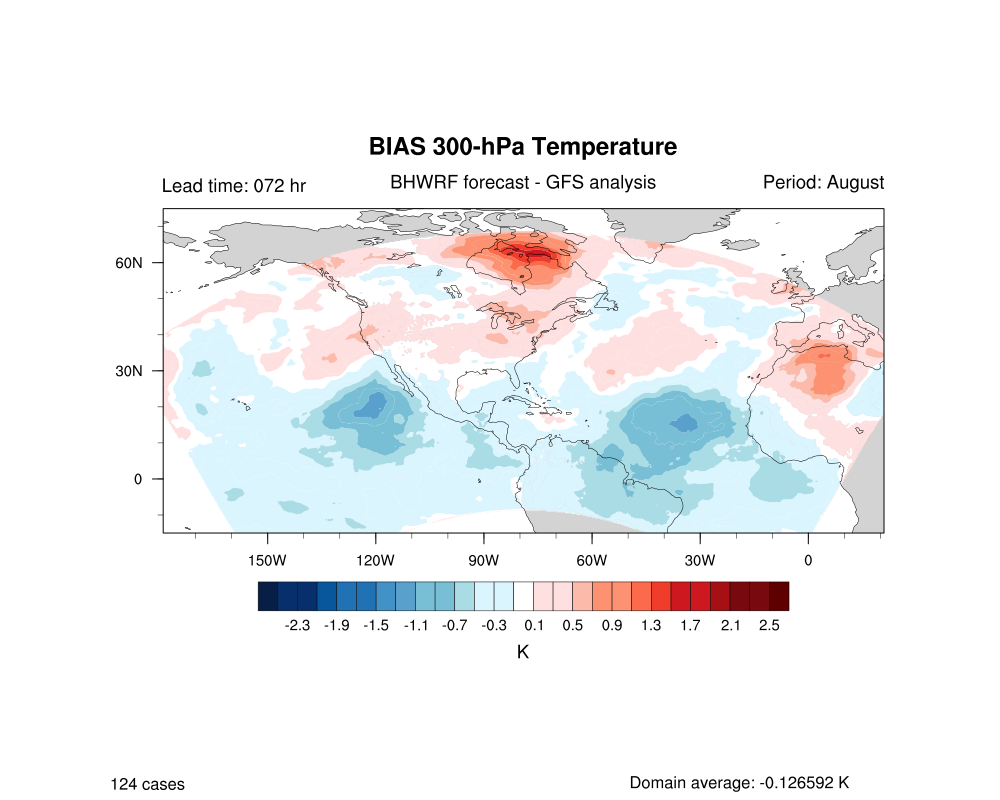 BIAS 300-hPa Temperature
Lead time: 072 hr BHWRF forecast - GFS analysis Period: August
60N
30N
0
150W 120W 90W 60W 30W 0
-2.3 -1.9 -1.5 -1.1 -0.7 -0.3 0.1 0.5 0.9 1.3 1.7 2.1 2.5
K
124 cases Domain average: -0.126592 K